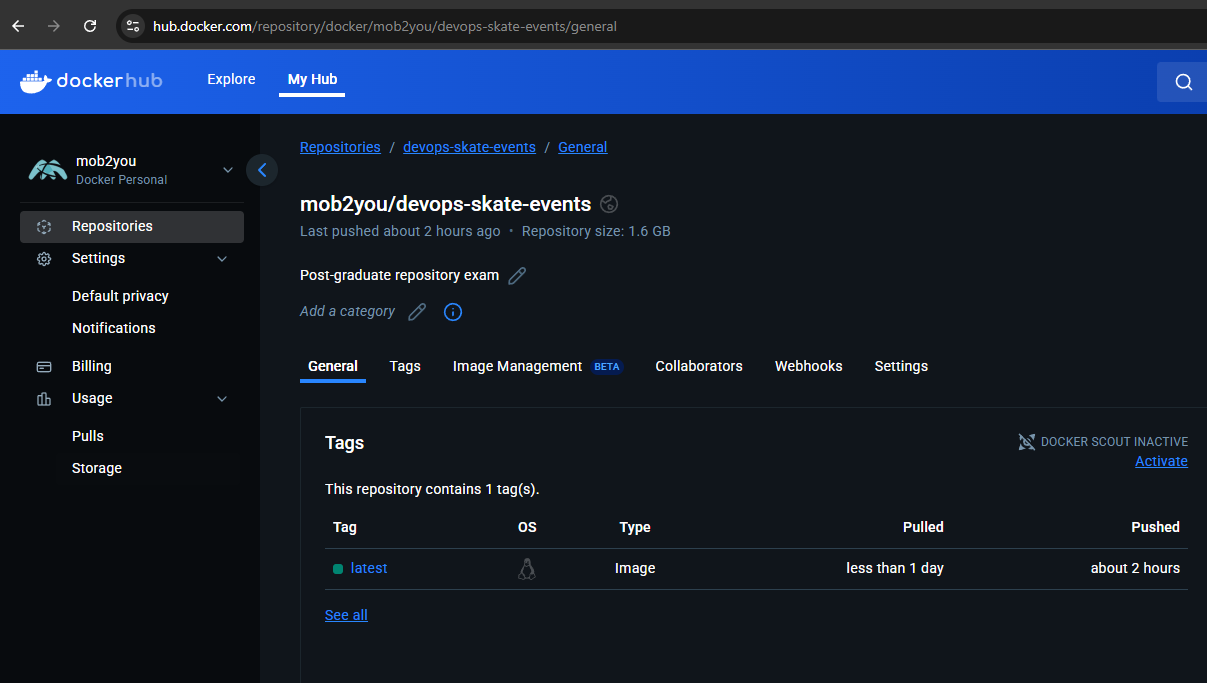 hub.docker.com/repository/docker/mob2you/devops-skate-events/general
dockerhub Explore My Hub
mob2you
Docker Personal
Repositories
Settings
Default privacy
Notifications
Billing
Usage
Pulls
Storage
Repositories / devops-skate-events / General
mob2you/devops-skate-events
Last pushed about 2 hours ago • Repository size: 1.6 GB
Post-graduate repository exam
Add a category
General Tags Image Management BETA Collaborators Webhooks Settings
Tags
DOCKER SCOUT INACTIVE
Activate
This repository contains 1 tag(s).
Tag OS Type Pulled Pushed
latest Image less than 1 day about 2 hours
See all